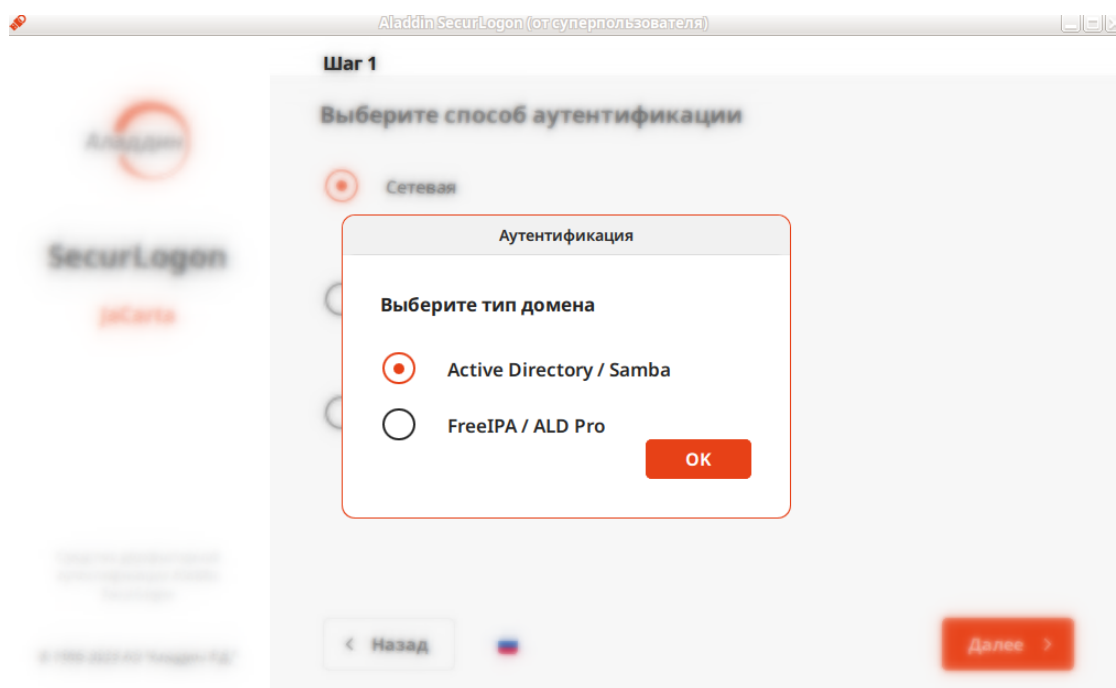 Aladdin SecurLogon (от суперпользователя)
Шаг 1
Выберите способ аутентификации
Аладдин
Сетевая
SecurLogon
JaCarta
Аутентификация
Выберите тип домена
Active Directory / Samba
FreeIPA / ALD Pro
OK
Назад
Далее